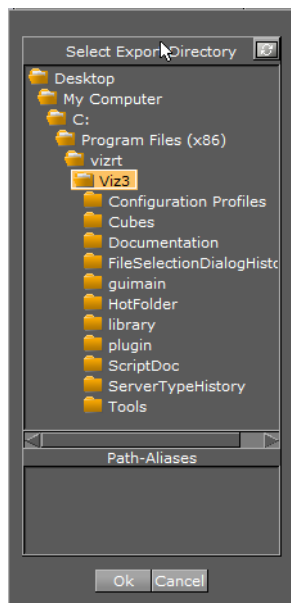 Select Export Directory
Desktop
My Computer
C:
Program Files (x86)
vizrt
Viz3
Configuration Profiles
Cubes
Documentation
FileSelectionDialogHisto
guimain
HotFolder
library
plugin
ScriptDoc
ServerTypeHistory
Tools
Path-Aliases
Ok Cancel